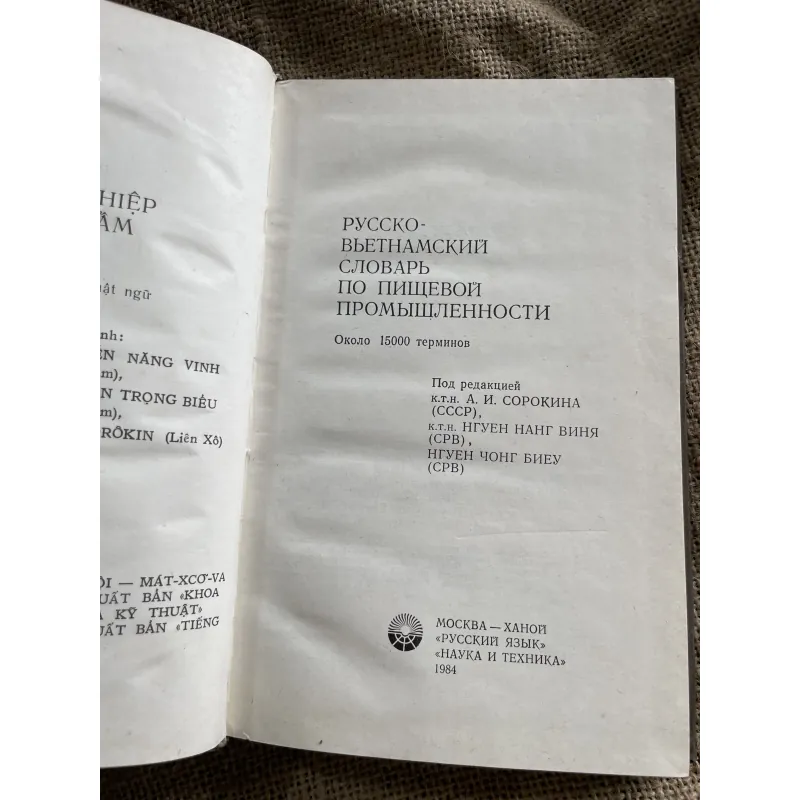 HIỆP
ẨM
ật ngữ
nh:
ỄN NĂNG VINH
m),
N TRỌNG BIỂU
m),
RÔKIN (Liên Xô)
ỘI — MÁT-XCƠ-VA
UẤT BẢN «KHOA
KỸ THUẬT»
UẤT BẢN «TIẾNG
РУССКО-
ВЬЕТНАМСКИЙ
СЛОВАРЬ
ПО ПИЩЕВОЙ
ПРОМЫШЛЕННОСТИ
Около 15000 терминов
Под редакцией
к.т.н. А. И. СОРОКИНА
(СССР),
к.т.н. НГУЕН НАНГ ВИНЯ
(СРВ),
НГУЕН ЧОНГ БИЕУ
(СРВ)
МОСКВА — ХАНОЙ
«РУССКИЙ ЯЗЫК»
«НАУКА И ТЕХНИКА»
1984